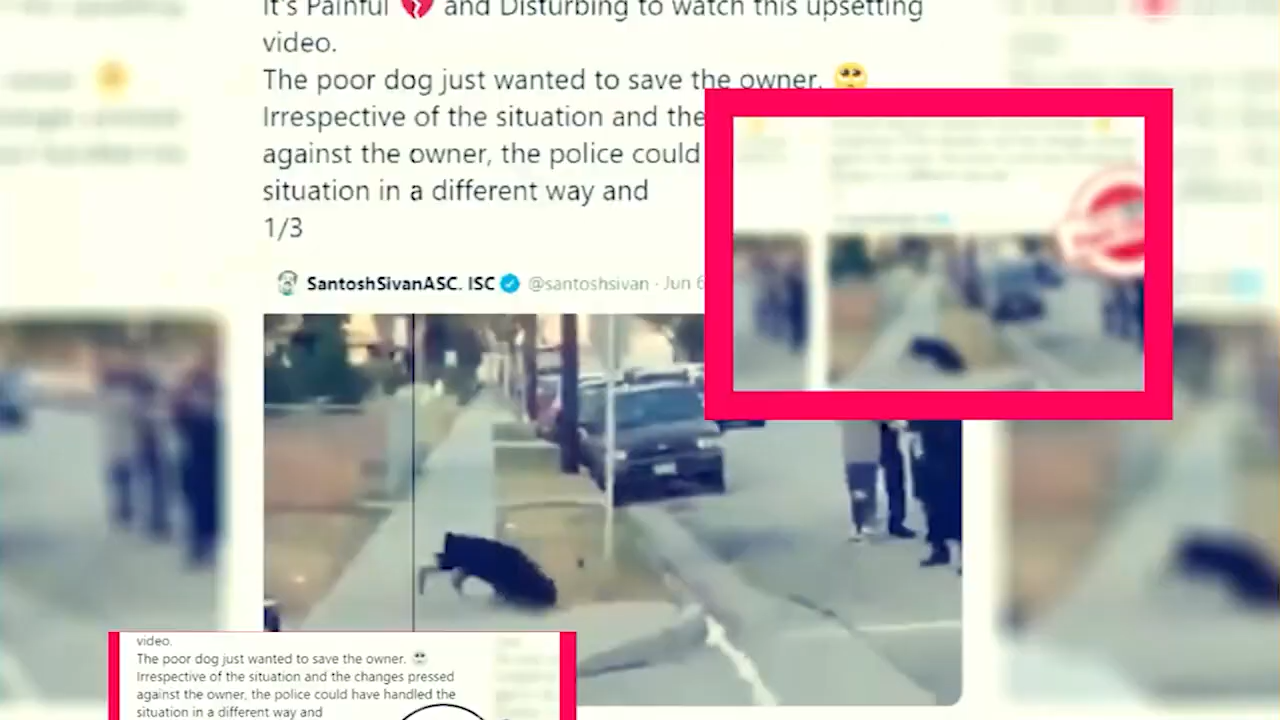 It's Painful 💔 and Disturbing to watch this upsetting
video.
The poor dog just wanted to save the owner. 🥺
Irrespective of the situation and the
against the owner, the police could
situation in a different way and
1/3
SantoshSivanASC. ISC @santoshsivan · Jun 6
video.
The poor dog just wanted to save the owner. 🥺
Irrespective of the situation and the changes pressed
against the owner, the police could have handled the
situation in a different way and